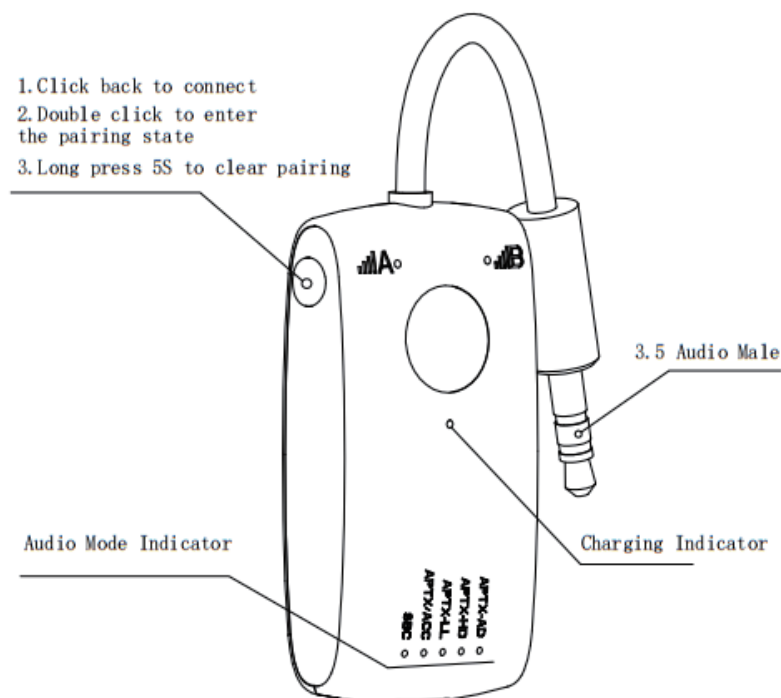 1.Click back to connect
2.Double click to enter
the pairing state
3.Long press 5S to clear pairing
A
B
3.5 Audio Male
Audio Mode Indicator
Charging Indicator
SBC
APTX/ACC
APTX-LL
APTX-HD
APTX-AD